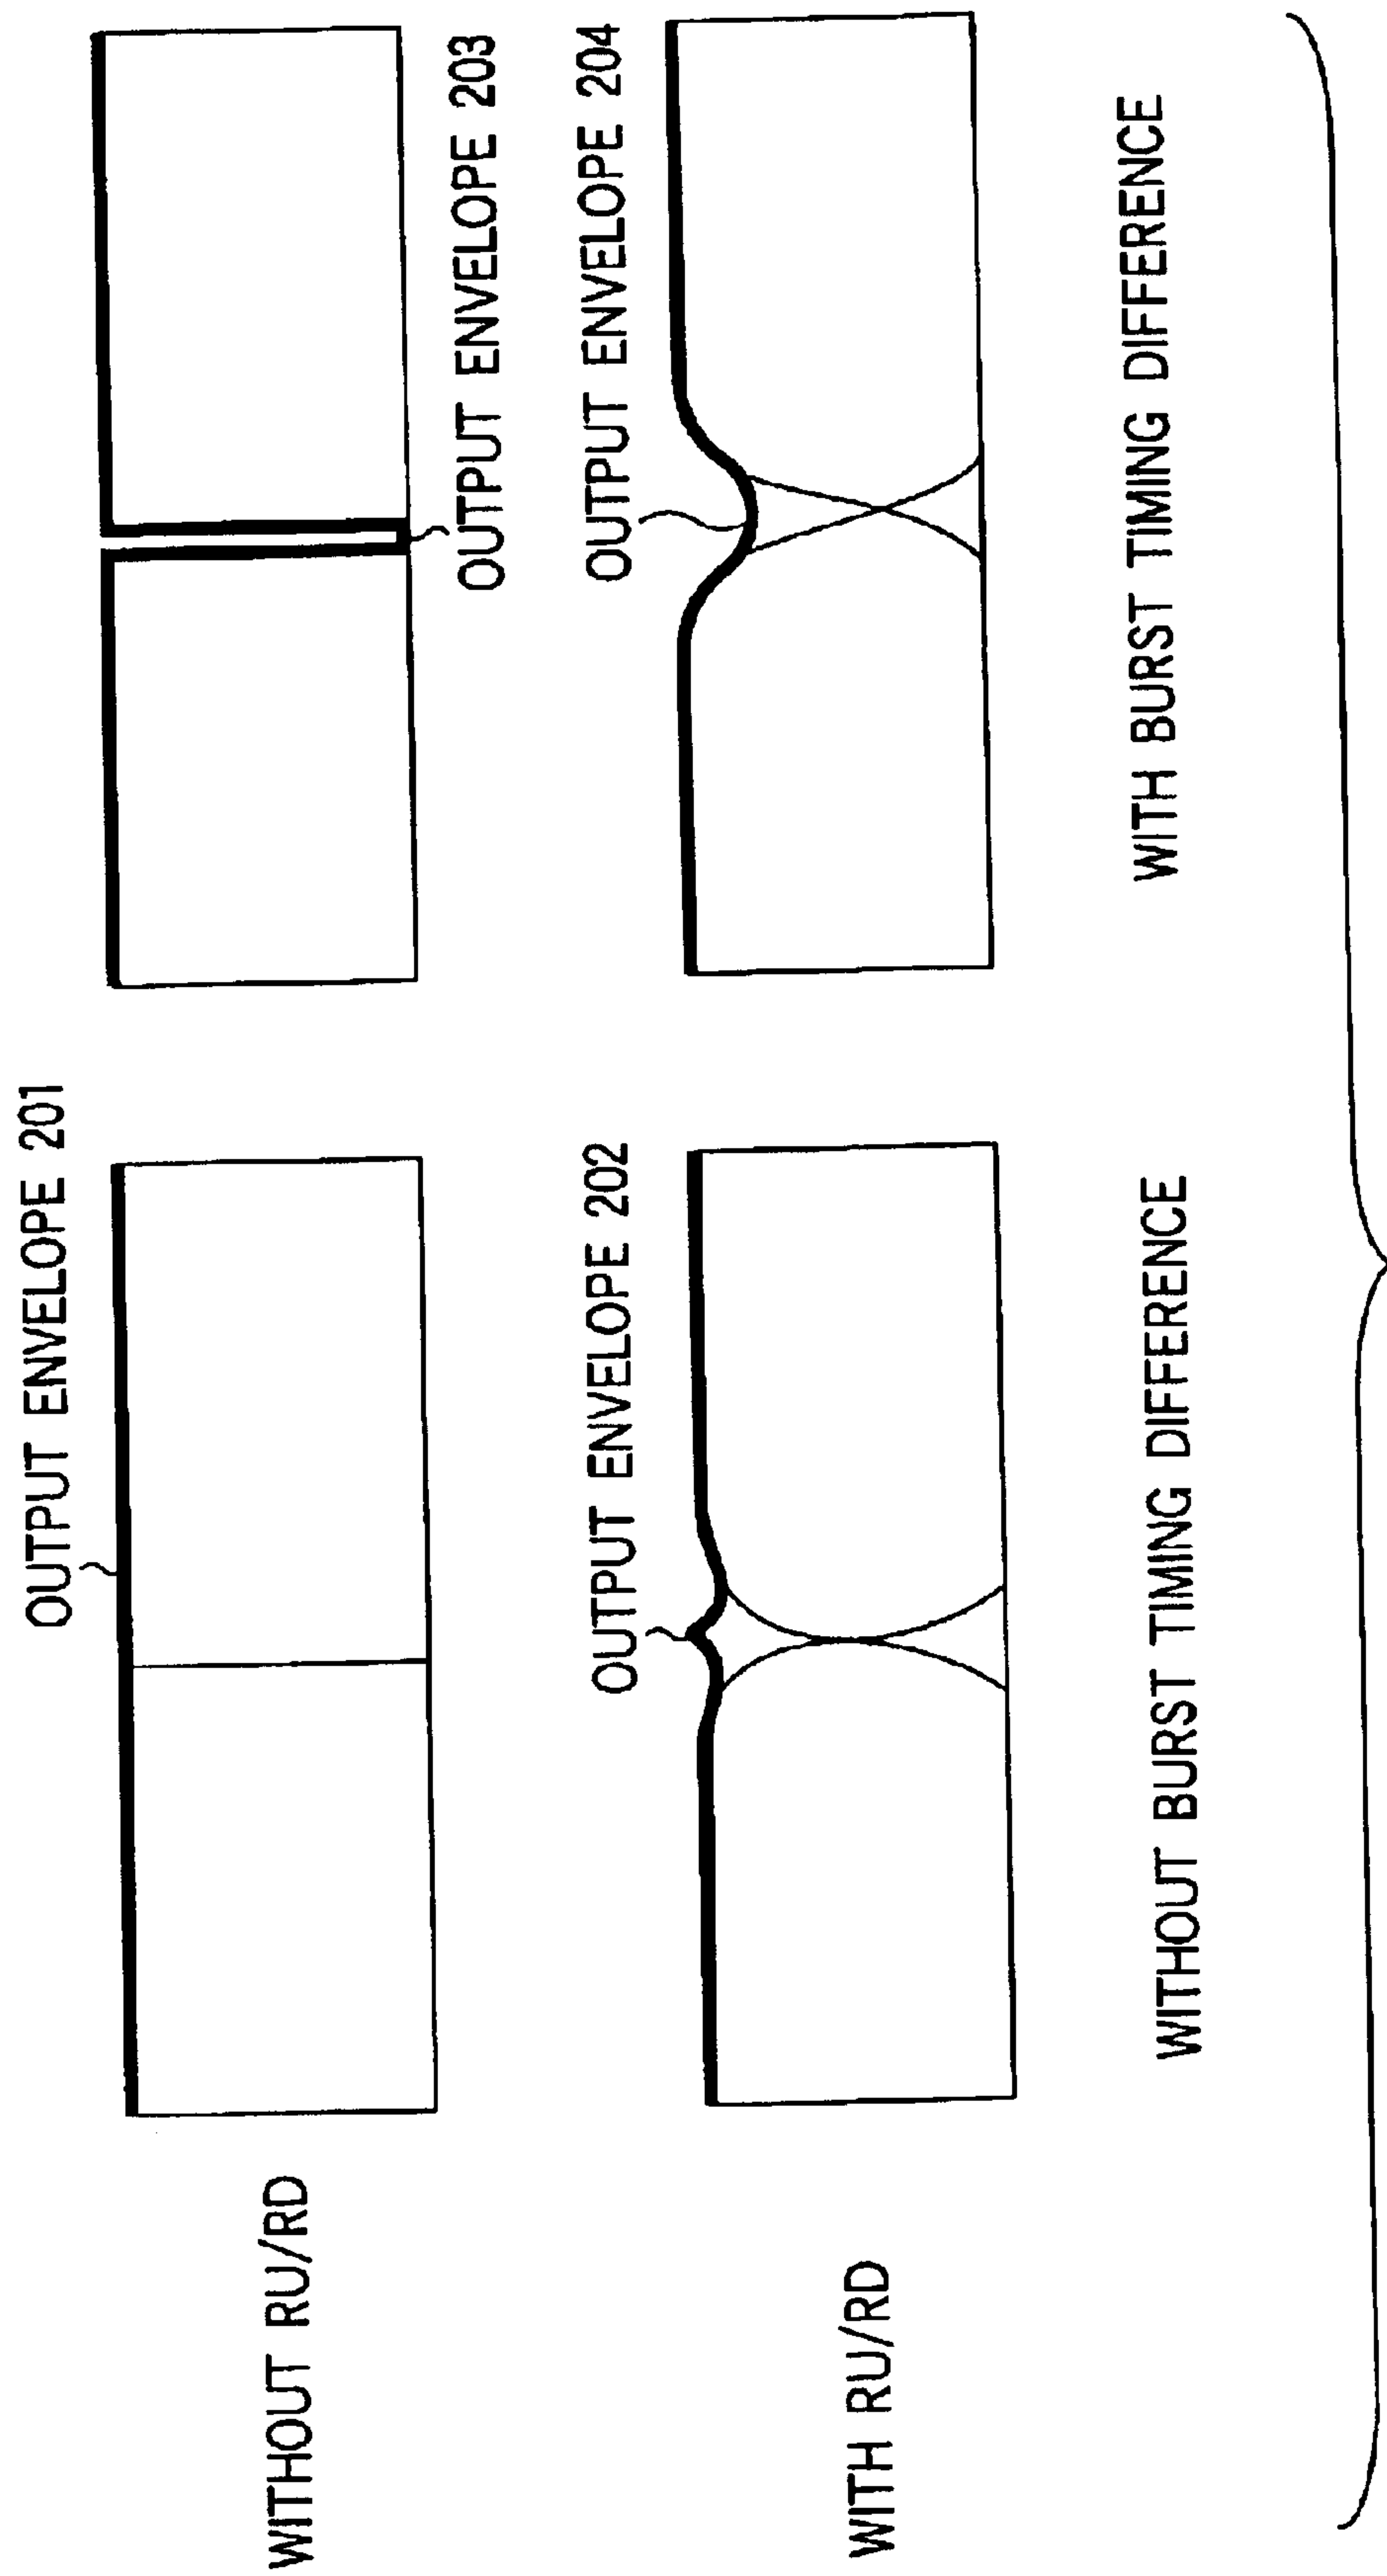 OUTPUT ENVELOPE 201
WITHOUT RU/RD
OUTPUT ENVELOPE 203
OUTPUT ENVELOPE 202
OUTPUT ENVELOPE 204
WITH RU/RD
WITHOUT BURST TIMING DIFFERENCE
WITH BURST TIMING DIFFERENCE